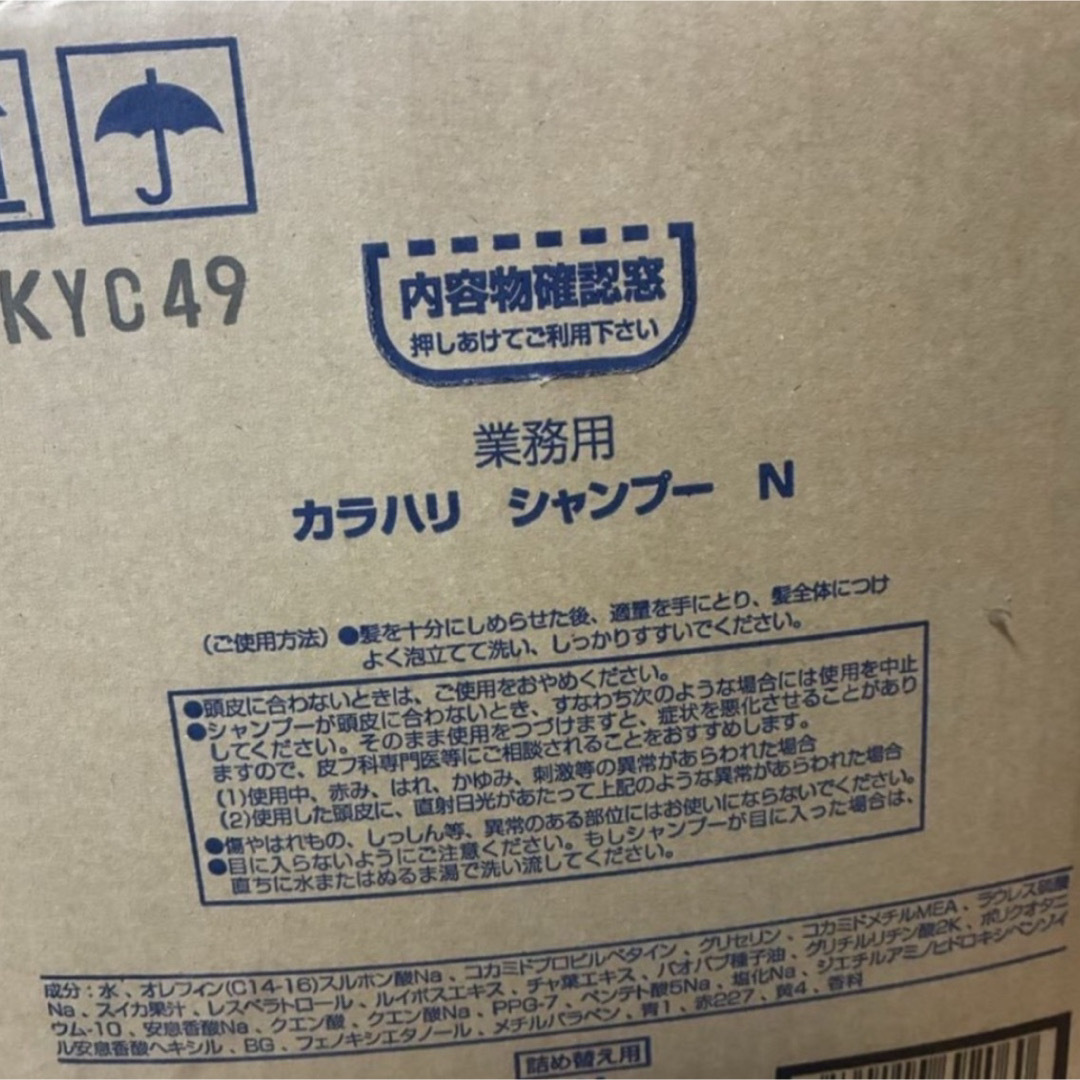 KYC49
内容物確認窓
押しあけてご利用下さい
業務用
カラハリ シャンプー N
(ご使用方法)●髪を十分にしめらせた後、適量を手にとり、髪全体につけ
よく泡立てて洗い、しっかりすすいでください。
●頭皮に合わないときは、ご使用をおやめください。
●シャンプーが頭皮に合わないとき、すなわち次のような場合には使用を中止
してください。そのまま使用をつづけますと、症状を悪化させることがあり
ますので、皮フ科専門医等にご相談されることをおすすめします。
(1)使用中、赤み、はれ、かゆみ、刺激等の異常があらわれた場合
(2)使用した頭皮に、直射日光があたって上記のような異常があらわれた場合
●傷やはれもの、しっしん等、異常のある部位にはお使いにならないでください。
●目に入らないようにご注意ください。もしシャンプーが目に入った場合は、
直ちに水またはぬるま湯で洗い流してください。
成分：水、オレフィン(C14-16)スルホン酸Na、コカミドプロピルベタイン、グリセリン、コカミドメチルMEA、ラウレス硫酸
Na、スイカ果汁、レスベラトロール、ルイボスエキス、チャ葉エキス、バオバブ種子油、グリチルリチン酸2K、ポリクオタニ
ウム-10、安息香酸Na、クエン酸、クエン酸Na、PPG-7、ペンテト酸5Na、塩化Na、ジエチルアミノヒドロキシベンゾイ
ル安息香酸ヘキシル、BG、フェノキシエタノール、メチルパラベン、青1、赤227、黄4、香料
詰め替え用